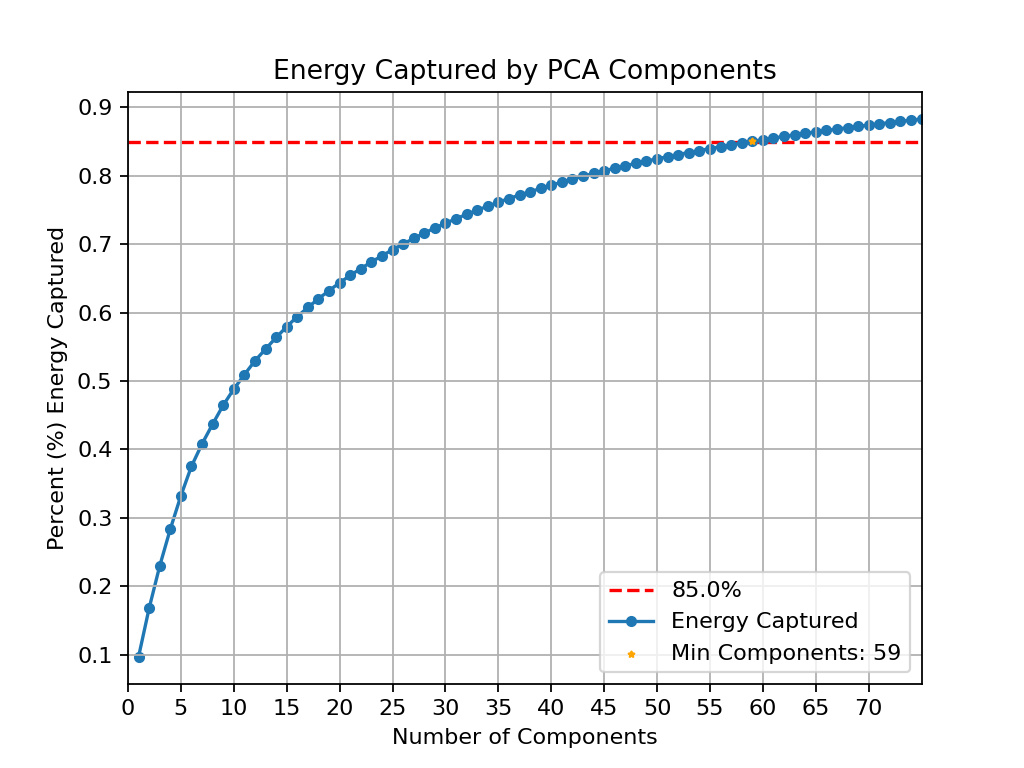 Energy Captured by PCA Components
Percent (%) Energy Captured
0.9
0.8
0.7
0.6
0.5
0.4
0.3
0.2
0.1
85.0%
Energy Captured
Min Components: 59
0 5 10 15 20 25 30 35 40 45 50 55 60 65 70
Number of Components